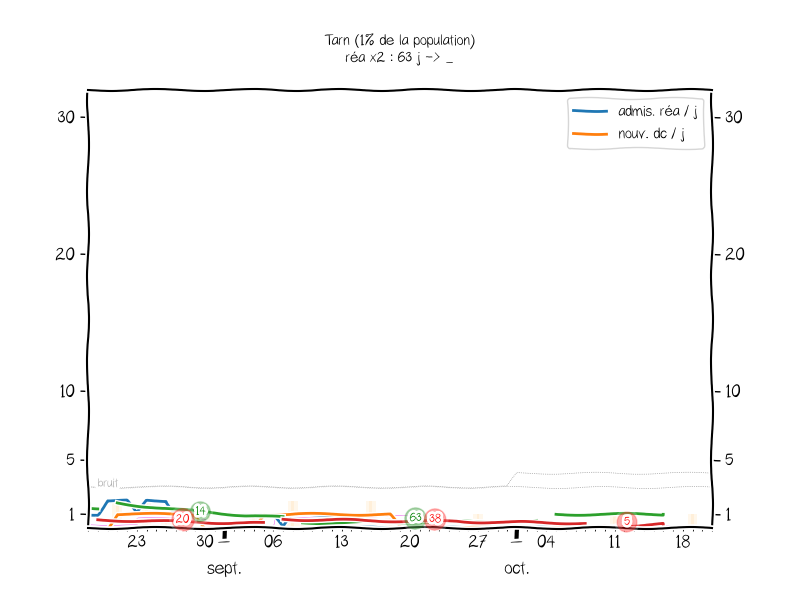 Tarn (1% de la population)
réa x2 : 63 j -> _
30 30
admis. réa / j
nouv. dc / j
20 20
10 10
5 5
bruit
1 1
20 14 63 38 5
23 30 06 13 20 27 04 11 18
sept. oct.